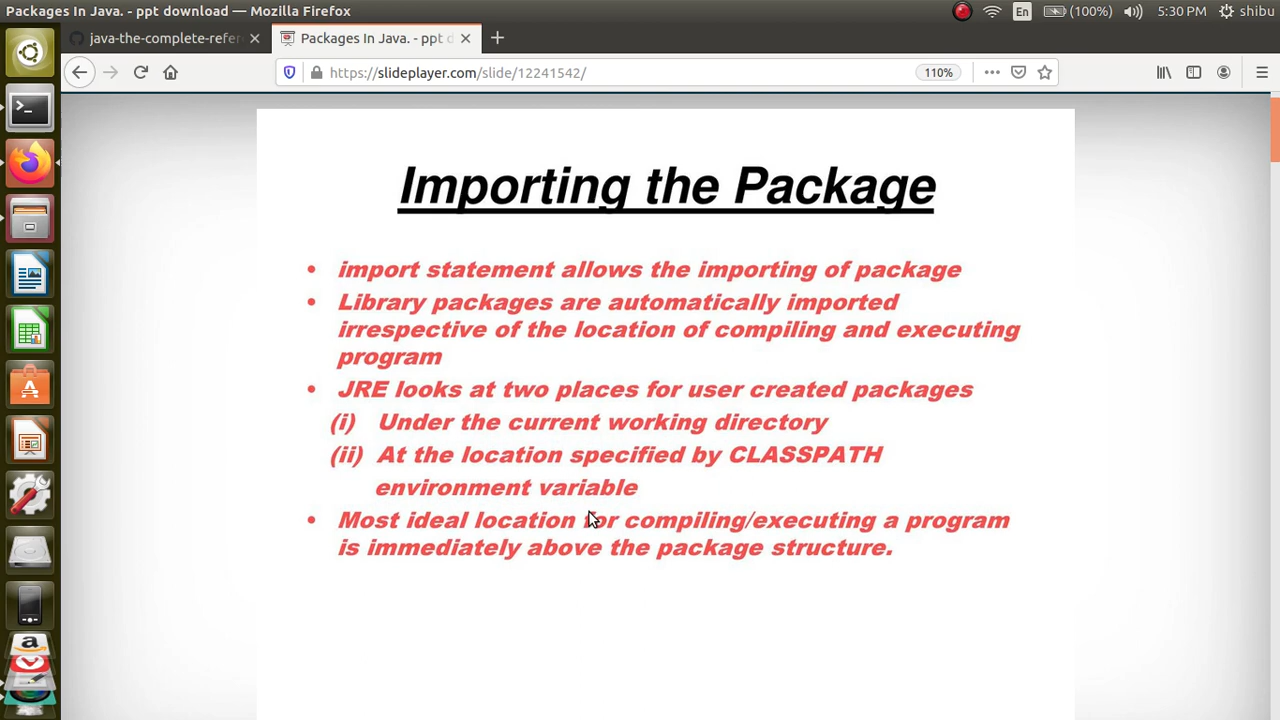 Packages In Java. - ppt download — Mozilla Firefox
En (100%) 5:30 PM shibu
java-the-complete-refer
Packages In Java. - ppt d
https://slideplayer.com/slide/12241542/
110%
Importing the Package
• import statement allows the importing of package
• Library packages are automatically imported
irrespective of the location of compiling and executing
program
• JRE looks at two places for user created packages
(i) Under the current working directory
(ii) At the location specified by CLASSPATH
environment variable
• Most ideal location for compiling/executing a program
is immediately above the package structure.